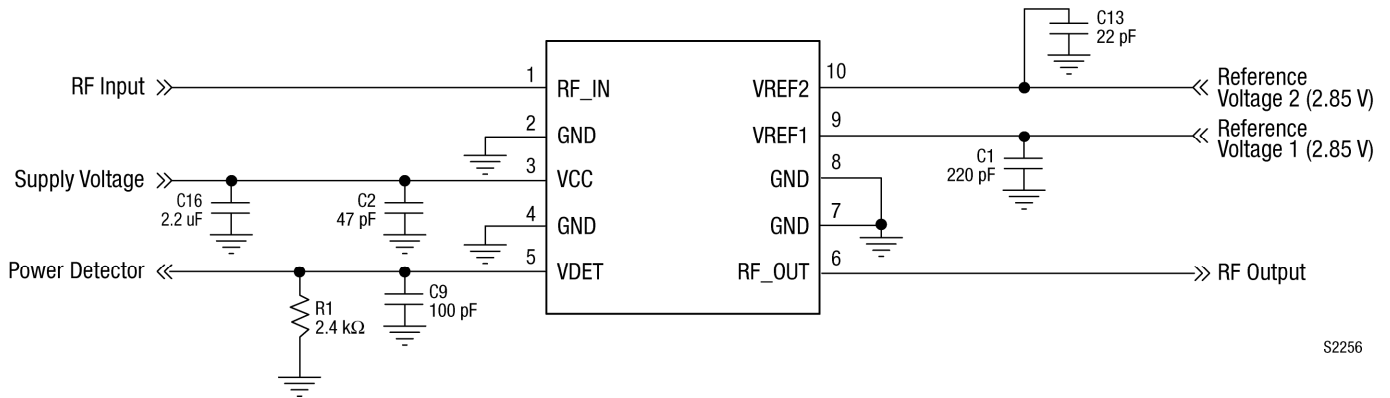 C13
22 pF
RF Input
1
RF_IN
VREF2
10
Reference
Voltage 2 (2.85 V)
2
GND
VREF1
9
Reference
Voltage 1 (2.85 V)
C1
220 pF
Supply Voltage
3
VCC
GND
8
C16
2.2 uF
C2
47 pF
4
GND
GND
7
Power Detector
5
VDET
RF_OUT
6
RF Output
R1
2.4 kΩ
C9
100 pF
S2256